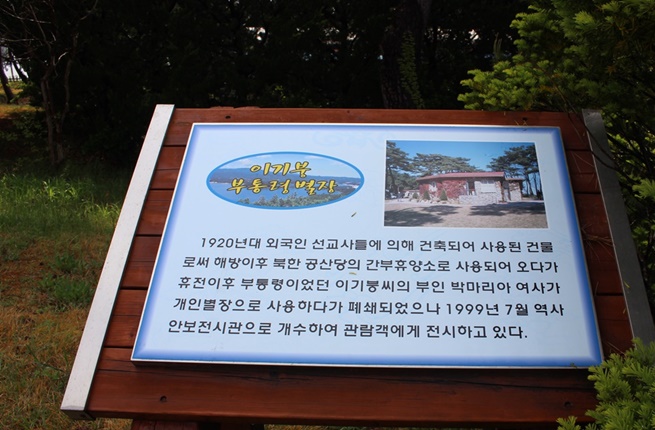 이기붕
부통령별장
1920년대 외국인 선교사들에 의해 건축되어 사용된 건물
로써 해방이후 북한 공산당의 간부휴양소로 사용되어 오다가
휴전이후 부통령이었던 이기붕씨의 부인 박마리아 여사가
개인별장으로 사용하다가 폐쇄되었으나 1999년 7월 역사
안보전시관으로 개수하여 관람객에게 전시하고 있다.